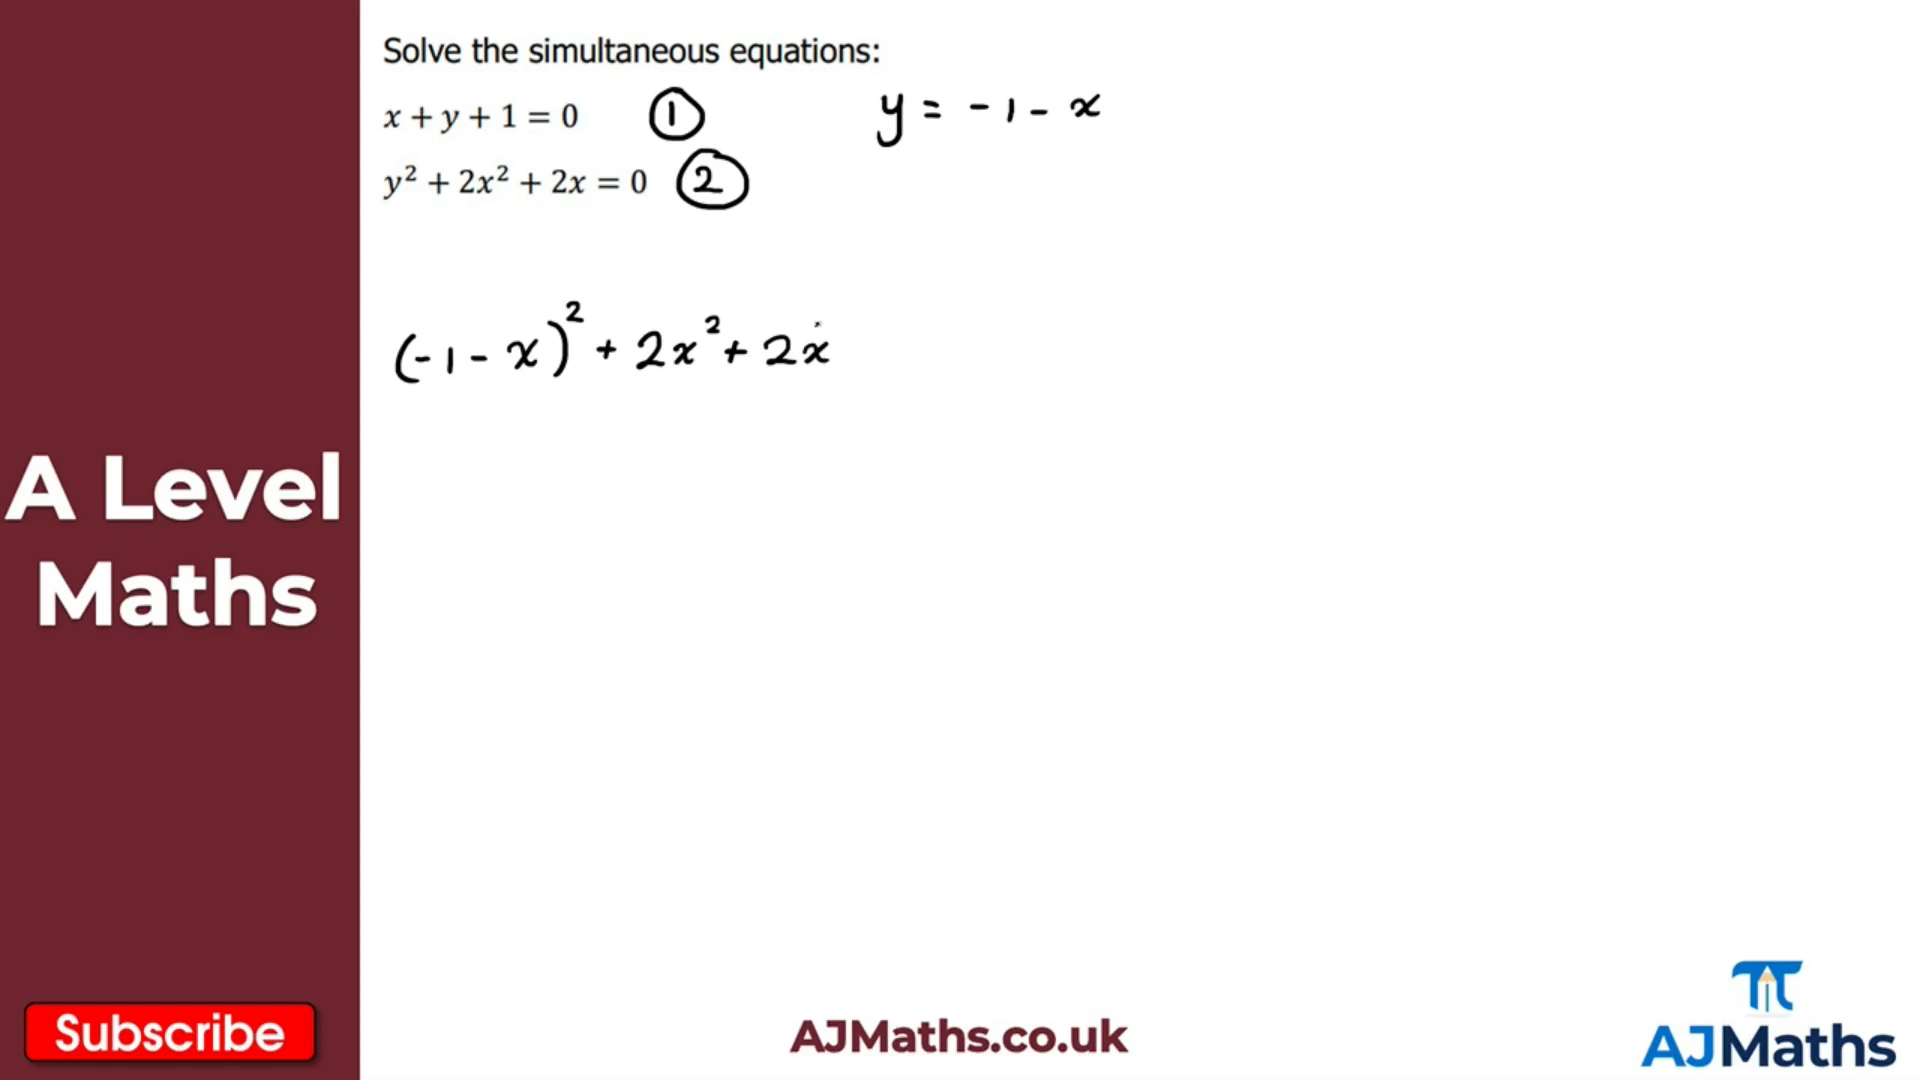 Solve the simultaneous equations:
x + y + 1 = 0 ① y = -1 - x
y² + 2x² + 2x = 0 ②
(-1 - x)² + 2x² + 2x
A Level
Maths
Subscribe
AJMaths.co.uk
AJMaths